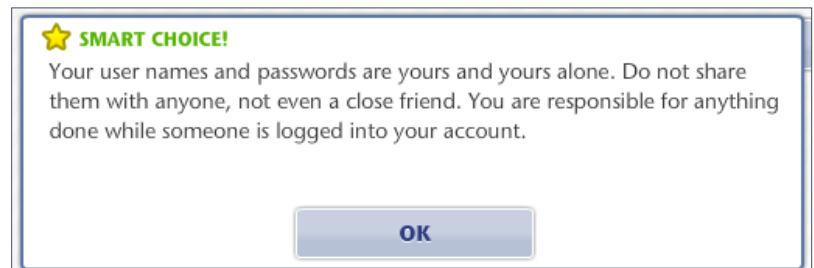 SMART CHOICE!
Your user names and passwords are yours and yours alone. Do not share
them with anyone, not even a close friend. You are responsible for anything
done while someone is logged into your account.
OK